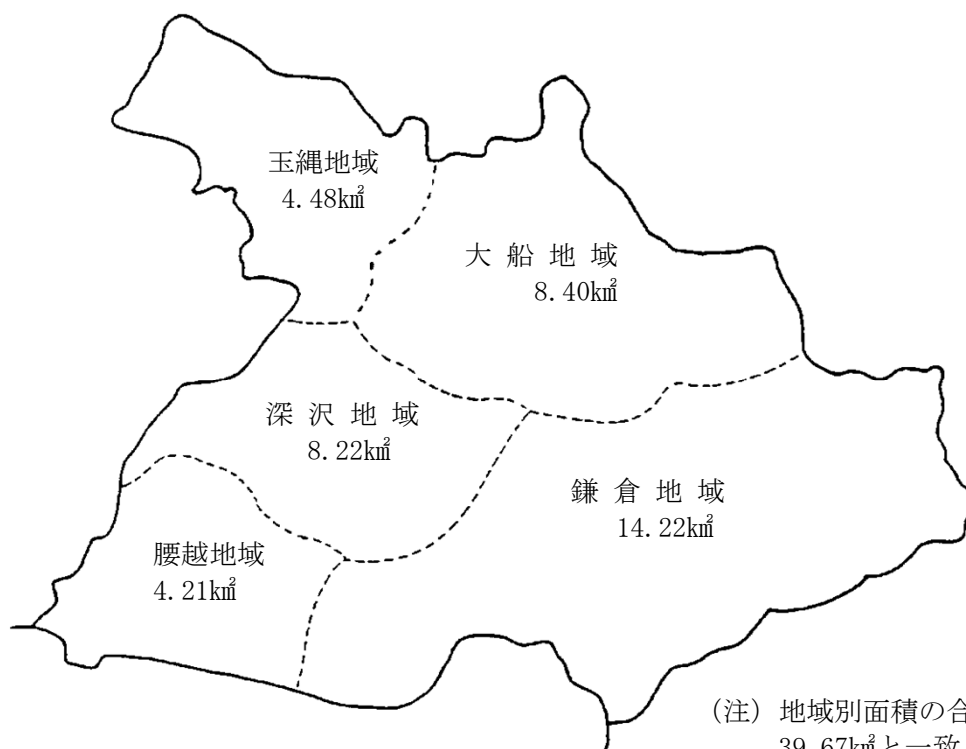 玉縄地域
4.48㎢
大船地域
8.40㎢
深沢地域
8.22㎢
鎌倉地域
14.22㎢
腰越地域
4.21㎢
(注) 地域別面積の合
39.67㎢と一致